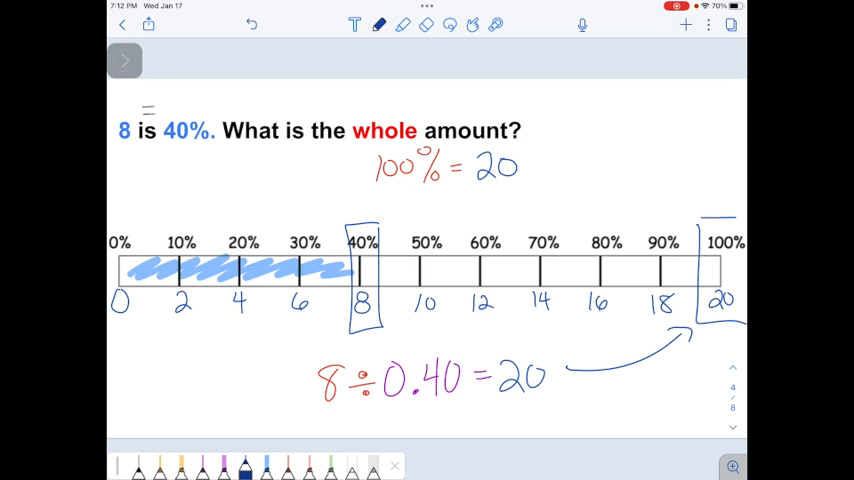 7:12 PM Wed Jan 17
70%
T
=
8 is 40%. What is the whole amount?
100% = 20
0% 10% 20% 30% 40% 50% 60% 70% 80% 90% 100%
0 2 4 6 8 10 12 14 16 18 20
8 ÷ 0.40 = 20
4
/
8